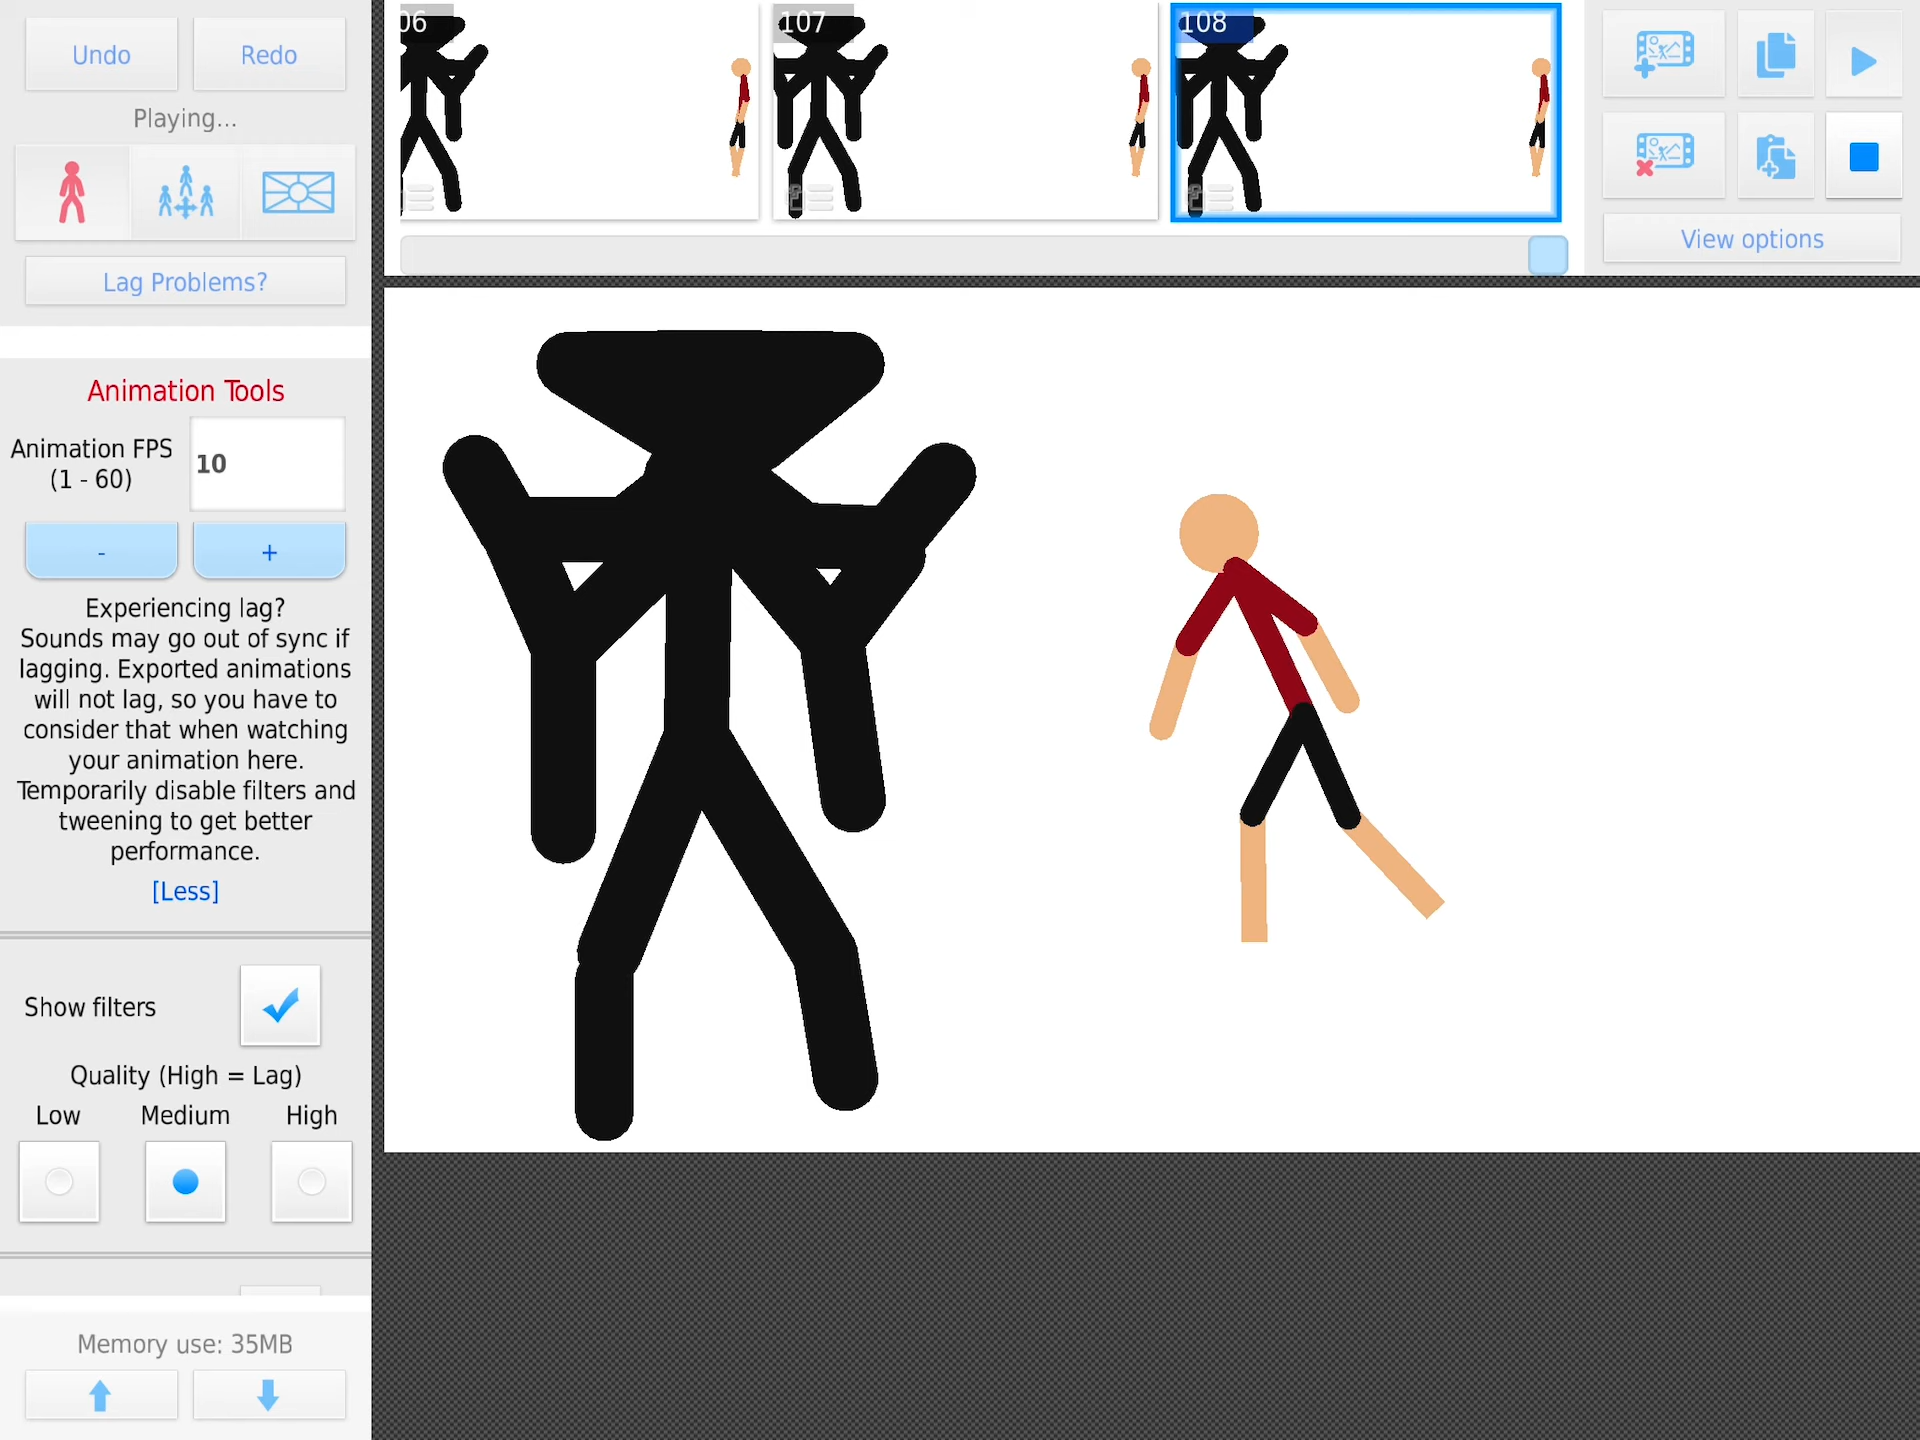 Undo
Redo
Playing...
Lag Problems?
Animation Tools
Animation FPS
(1 - 60)
10
-
+
Experiencing lag?
Sounds may go out of sync if
lagging. Exported animations
will not lag, so you have to
consider that when watching
your animation here.
Temporarily disable filters and
tweening to get better
performance.
[Less]
Show filters
Quality (High = Lag)
Low
Medium
High
Memory use: 35MB
06
107
108
2
2
View options